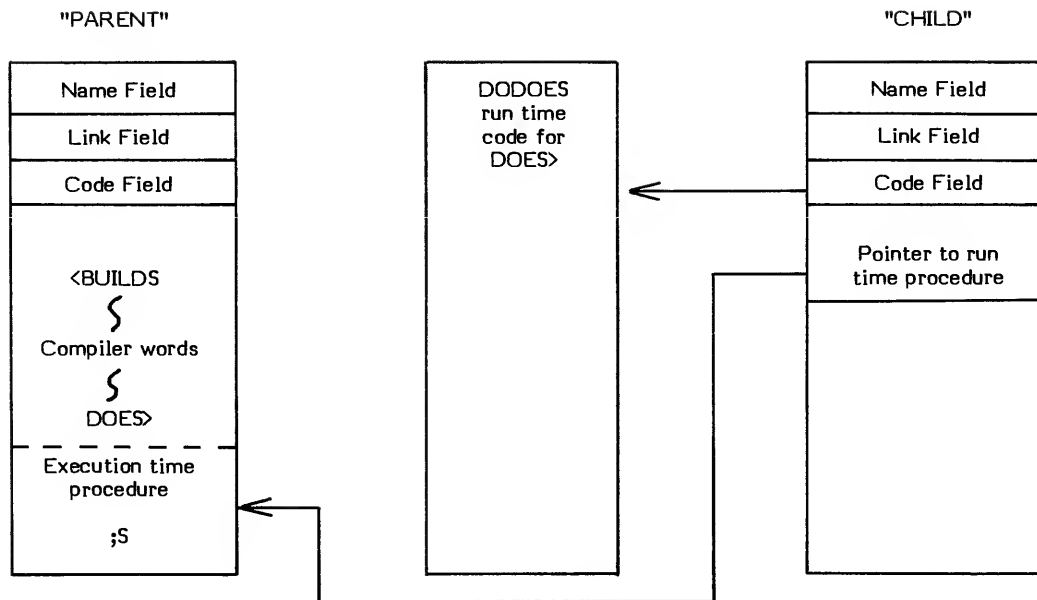 "PARENT"
Name Field
Link Field
Code Field
<BUILDS
Compiler words
DOES>
Execution time
procedure
;S
DODOES
run time
code for
DOES>
"CHILD"
Name Field
Link Field
Code Field
Pointer to run
time procedure